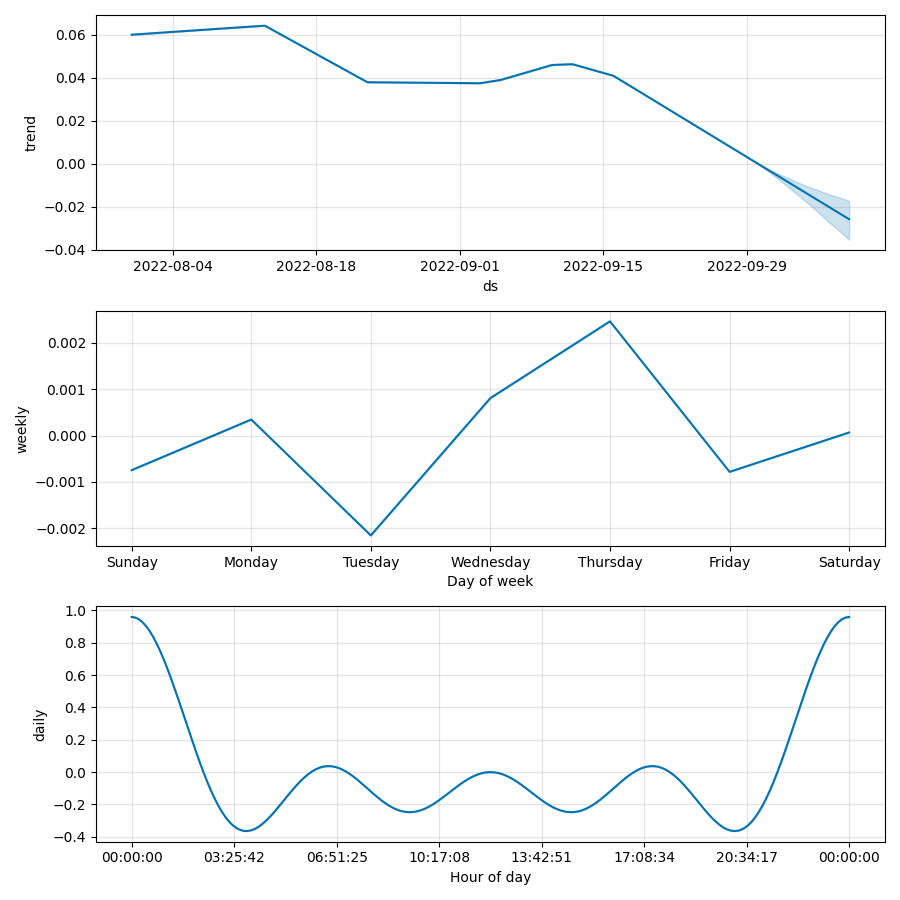 0.06
0.04
0.02
0.00
−0.02
−0.04
trend
2022-08-04 2022-08-18 2022-09-01 2022-09-15 2022-09-29
ds
0.002
0.001
0.000
−0.001
−0.002
weekly
Sunday Monday Tuesday Wednesday Thursday Friday Saturday
Day of week
1.0
0.8
0.6
0.4
0.2
0.0
−0.2
−0.4
daily
00:00:00 03:25:42 06:51:25 10:17:08 13:42:51 17:08:34 20:34:17 00:00:00
Hour of day